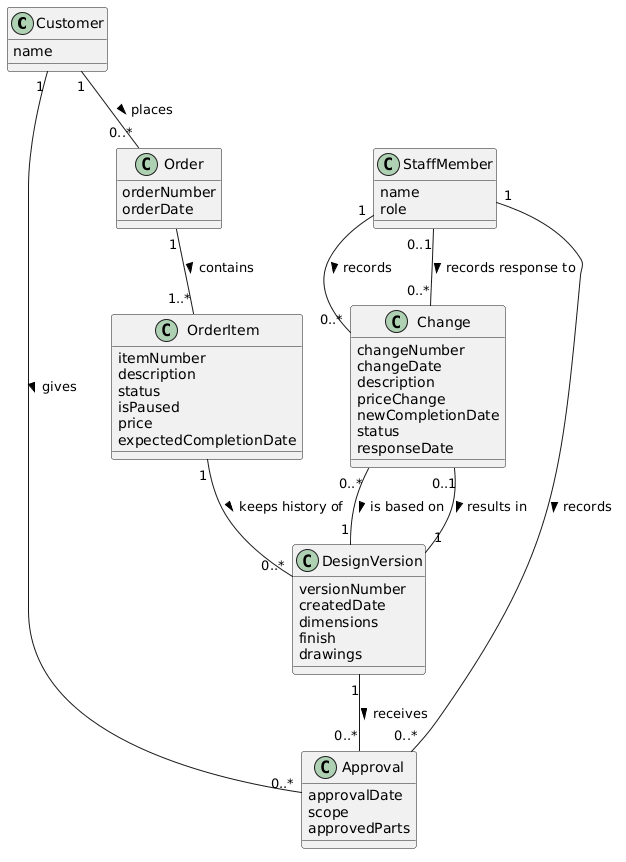 C Customer
name
1
1
places
0..*
C Order
orderNumber
orderDate
C StaffMember
name
role
1
1
0..1
1
contains
records
records response to
1..*
0..*
0..*
C OrderItem
itemNumber
description
status
isPaused
price
expectedCompletionDate
C Change
changeNumber
changeDate
description
priceChange
newCompletionDate
status
responseDate
gives
1
0..*
0..1
keeps history of
is based on
results in
records
1
1
0..*
C DesignVersion
versionNumber
createdDate
dimensions
finish
drawings
1
receives
0..*
0..*
C Approval
0..*
approvalDate
scope
approvedParts